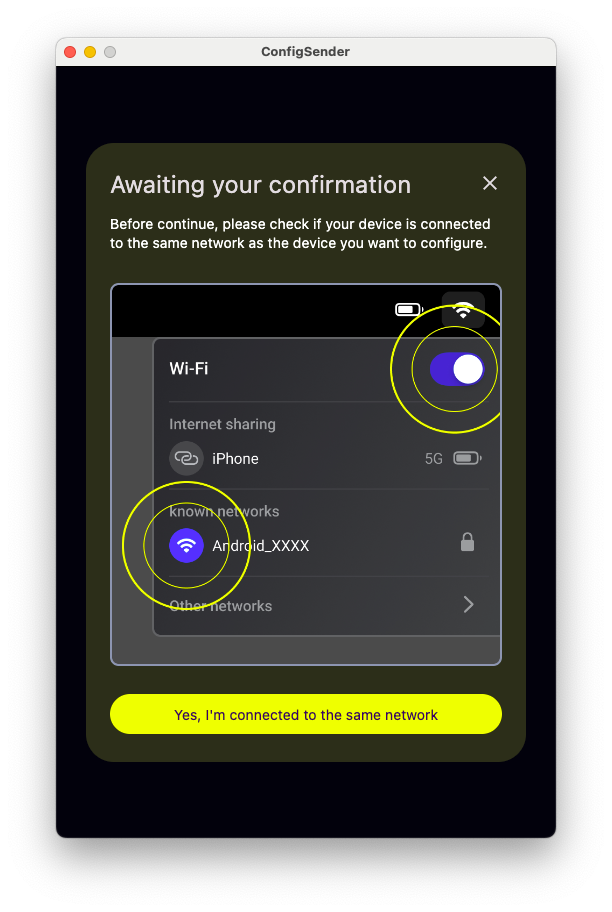 ConfigSender
Awaiting your confirmation
Before continue, please check if your device is connected
to the same network as the device you want to configure.
Wi-Fi
Internet sharing
iPhone
5G
known networks
Android_XXXX
Other networks
Yes, I'm connected to the same network